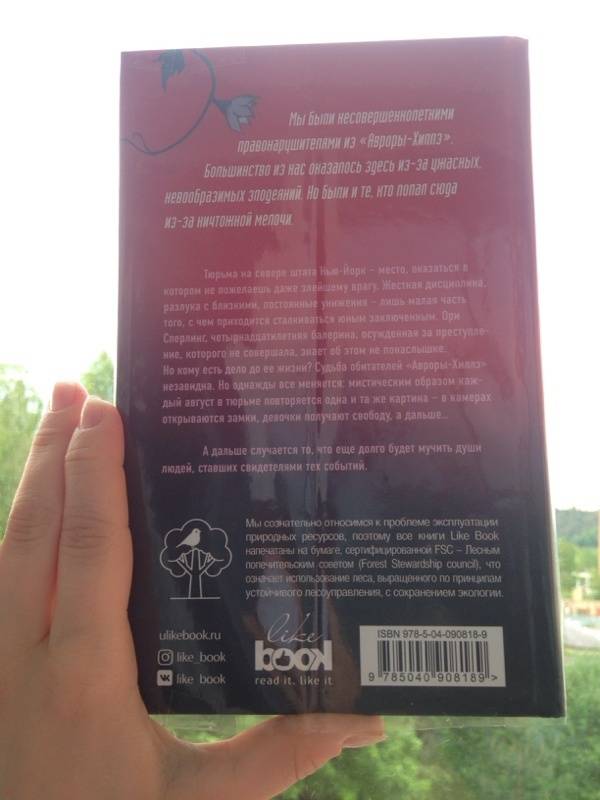 Мы были несовершеннолетними
правонарушителями из «Авроры-Хиллз».
Большинство из нас оказалось здесь из-за ужасных,
невообразимых злодеяний. Но были и те, кто попал сюда
из-за ничтожной мелочи.
Тюрьма на севере штата Нью-Йорк – место, оказаться в
котором не пожелаешь даже злейшему врагу. Жесткая дисциплина,
разлука с близкими, постоянные унижения – лишь малая часть
того, с чем приходится сталкиваться юным заключенным. Ори
Сперлинг, четырнадцатилетняя балерина, осужденная за преступле-
ние, которого не совершала, знает об этом не понаслышке.
Но кому есть дело до ее жизни? Судьба обитателей «Авроры-Хиллз»
незавидна. Но однажды все меняется: мистическим образом каж-
дый август в тюрьме повторяется одна и та же картина – в камерах
открываются замки, девочки получают свободу, а дальше...
А дальше случается то, что еще долго будет мучить души
людей, ставших свидетелями тех событий.
Мы сознательно относимся к проблеме эксплуатации
природных ресурсов, поэтому все книги Like Book
напечатаны на бумаге, сертифицированной FSC – Лесным
попечительским советом (Forest Stewardship council), что
означает использование леса, выращенного по принципам
устойчивого лесоуправления, с сохранением экологии.
ulikebook.ru
like_book
like_book
like
book
read it. like it
ISBN 978-5-04-090818-9
9 785040 908189 >